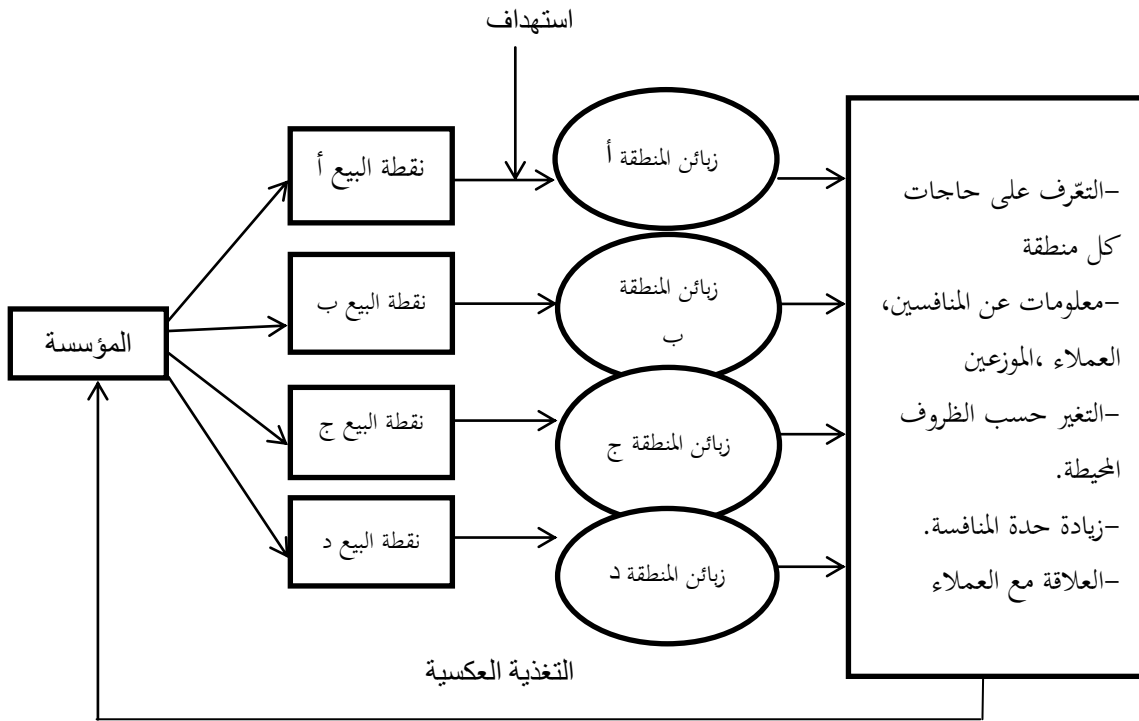 استهداف
نقطة البيع أ
زبائن المنطقة أ
نقطة البيع ب
زبائن المنطقة
ب
المؤسسة
نقطة البيع ج
زبائن المنطقة ج
نقطة البيع د
زبائن المنطقة د
-التعّرف على حاجات
كل منطقة
-معلومات عن المنافسين،
العملاء ،الموزعين
-التغير حسب الظروف
المحيطة.
-زيادة حدة المنافسة.
-العلاقة مع العملاء
التغذية العكسية